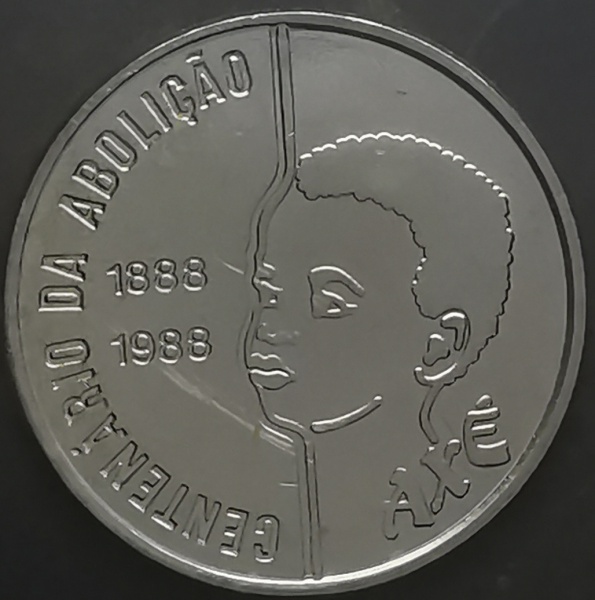 CENTENÁRIO DA ABOLIÇÃO
1888
1988
AXÉ